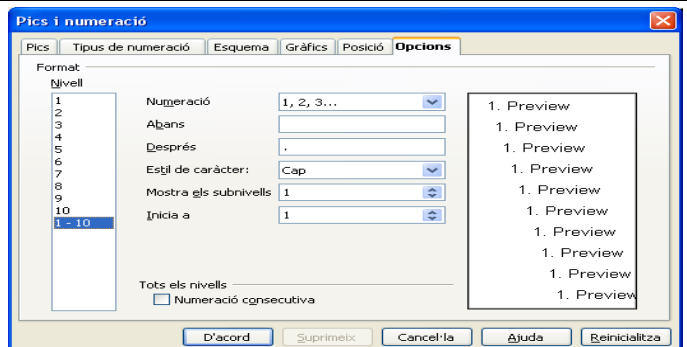 Pics i numeració
Pics Tipus de numeració Esquema Gràfics Posició Opcions
Format
Nivell
1
2
3
4
5
6
7
8
9
10
1 - 10
Numeració 1, 2, 3...
Abans
Després .
Estil de caràcter: Cap
Mostra els subnivells 1
Inicia a 1
Tots els nivells
Numeració consecutiva
1. Preview
1. Preview
1. Preview
1. Preview
1. Preview
1. Preview
1. Preview
1. Preview
1. Preview
1. Preview
D'acord Suprimeix Cancel·la Ajuda Reinicialitza